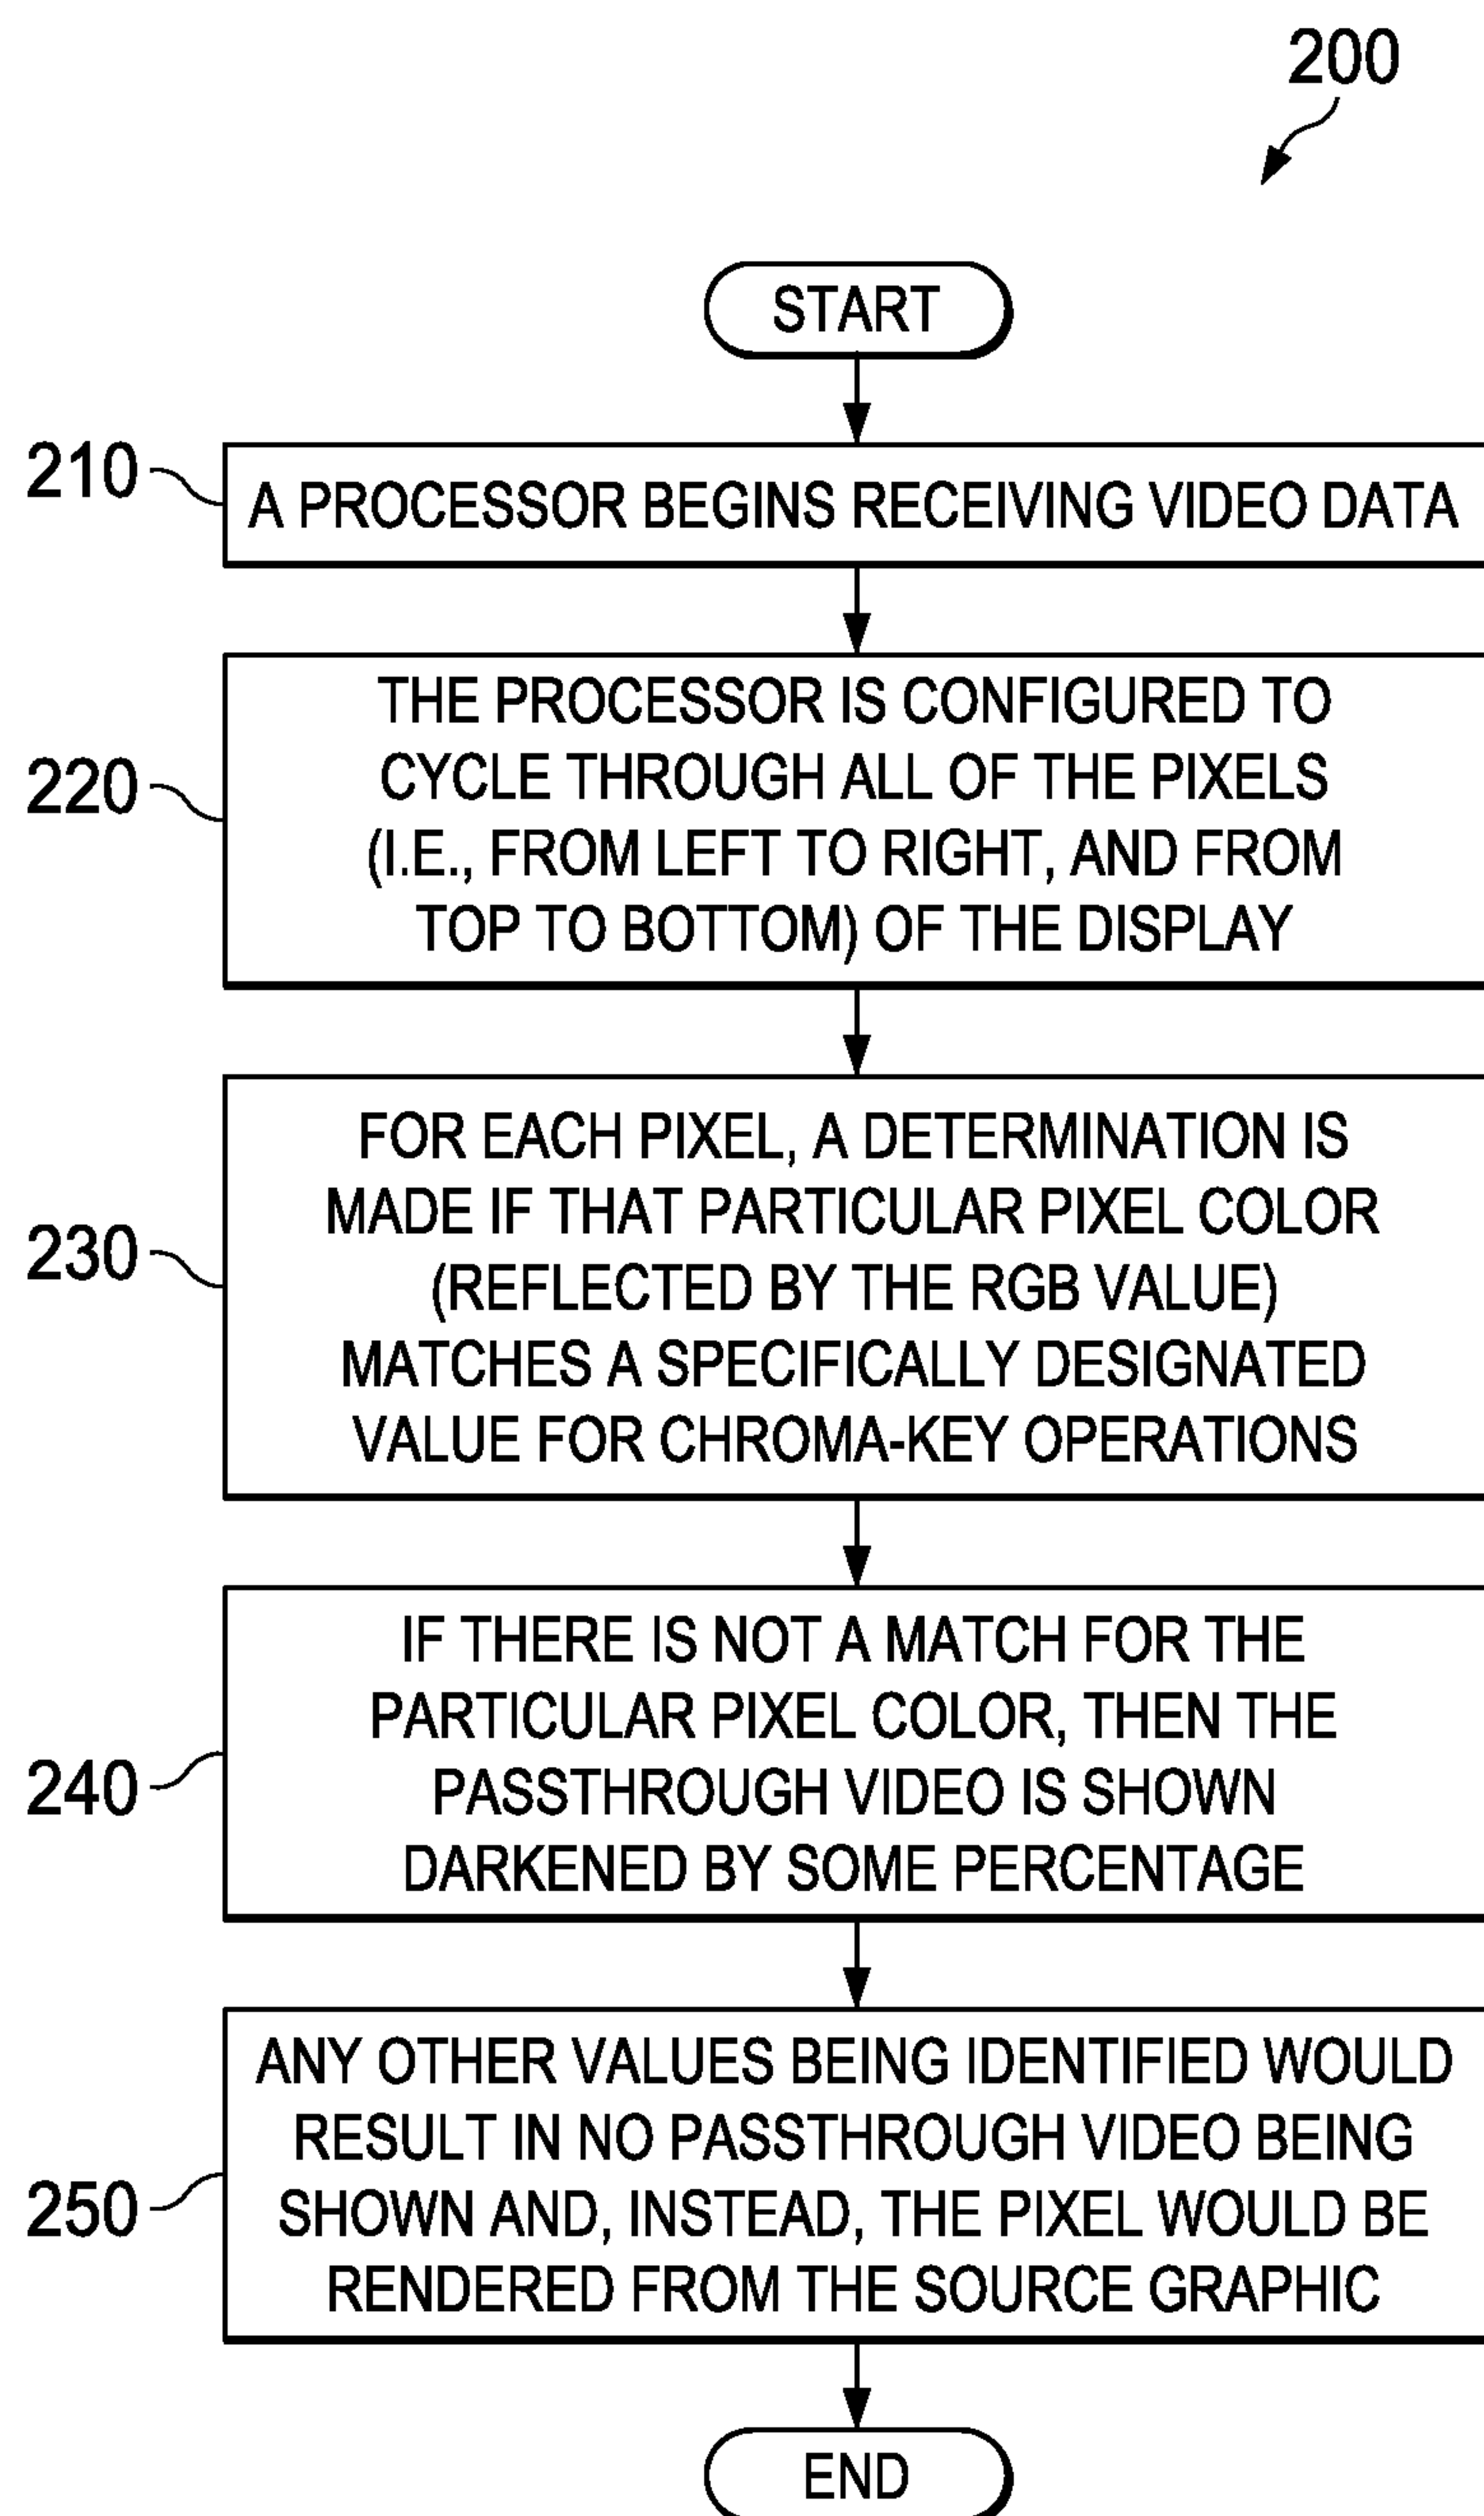 200
START
210
A PROCESSOR BEGINS RECEIVING VIDEO DATA
220
THE PROCESSOR IS CONFIGURED TO
CYCLE THROUGH ALL OF THE PIXELS
(I.E., FROM LEFT TO RIGHT, AND FROM
TOP TO BOTTOM) OF THE DISPLAY
230
FOR EACH PIXEL, A DETERMINATION IS
MADE IF THAT PARTICULAR PIXEL COLOR
(REFLECTED BY THE RGB VALUE)
MATCHES A SPECIFICALLY DESIGNATED
VALUE FOR CHROMA-KEY OPERATIONS
240
IF THERE IS NOT A MATCH FOR THE
PARTICULAR PIXEL COLOR, THEN THE
PASSTHROUGH VIDEO IS SHOWN
DARKENED BY SOME PERCENTAGE
250
ANY OTHER VALUES BEING IDENTIFIED WOULD
RESULT IN NO PASSTHROUGH VIDEO BEING
SHOWN AND, INSTEAD, THE PIXEL WOULD BE
RENDERED FROM THE SOURCE GRAPHIC
END